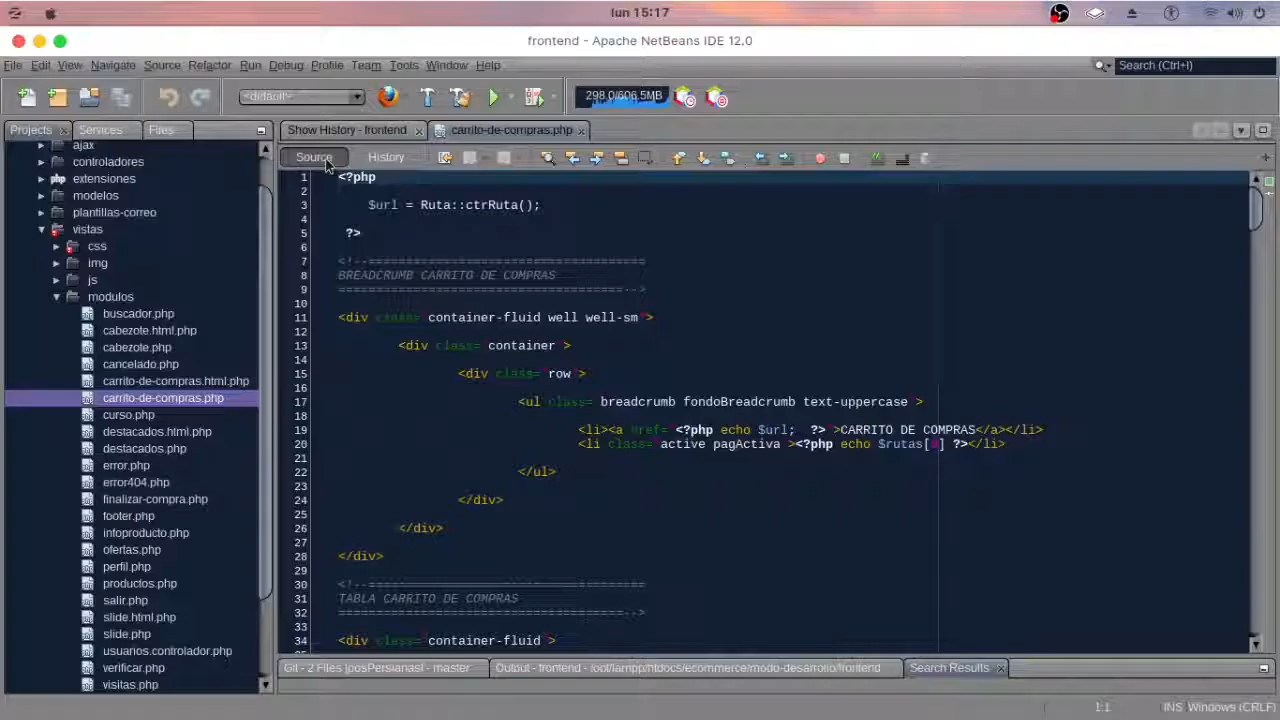 lun 15:17
frontend - Apache NetBeans IDE 12.0
File Edit View Navigate Source Refactor Run Debug Profile Team Tools Window Help
Search (Ctrl+I)
<default>
298.0/606.5MB
Projects Services Files
Show History - frontend carrito-de-compras.php
Source History
ajax
controladores
php extensiones
modelos
plantillas-correo
vistas
css
img
js
modulos
buscador.php
cabezote.html.php
cabezote.php
cancelado.php
carrito-de-compras.html.php
carrito-de-compras.php
curso.php
destacados.html.php
destacados.php
error.php
error404.php
finalizar-compra.php
footer.php
infoproducto.php
ofertas.php
perfil.php
productos.php
salir.php
slide.html.php
slide.php
usuarios.controlador.php
verificar.php
visitas.php
1 <?php
2
3 $url = Ruta::ctrRuta();
4
5 ?>
6
7 <!--=====================================
8 BREADCRUMB CARRITO DE COMPRAS
9 ======================================-->
10
11 <div class="container-fluid well well-sm">
12
13 <div class="container">
14
15 <div class="row">
16
17 <ul class="breadcrumb fondoBreadcrumb text-uppercase">
18
19 <li><a href="<?php echo $url;  ?>">CARRITO DE COMPRAS</a></li>
20 <li class="active pagActiva"><?php echo $rutas[0] ?></li>
21
22 </ul>
23
24 </div>
25
26 </div>
27
28 </div>
29
30 <!--=====================================
31 TABLA CARRITO DE COMPRAS
32 ======================================-->
33
34 <div class="container-fluid">
Git - 2 Files [posPersianas] - master
Output - frontend - /opt/lampp/htdocs/ecommerce/modo-desarrollo/frontend
Search Results
1:1 INS Windows (CRLF)